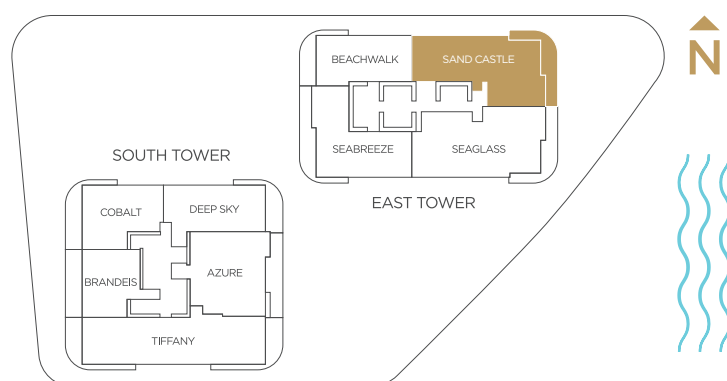 N
BEACHWALK
SAND CASTLE
SEABREEZE
SEAGLASS
EAST TOWER
SOUTH TOWER
COBALT
DEEP SKY
BRANDEIS
AZURE
TIFFANY